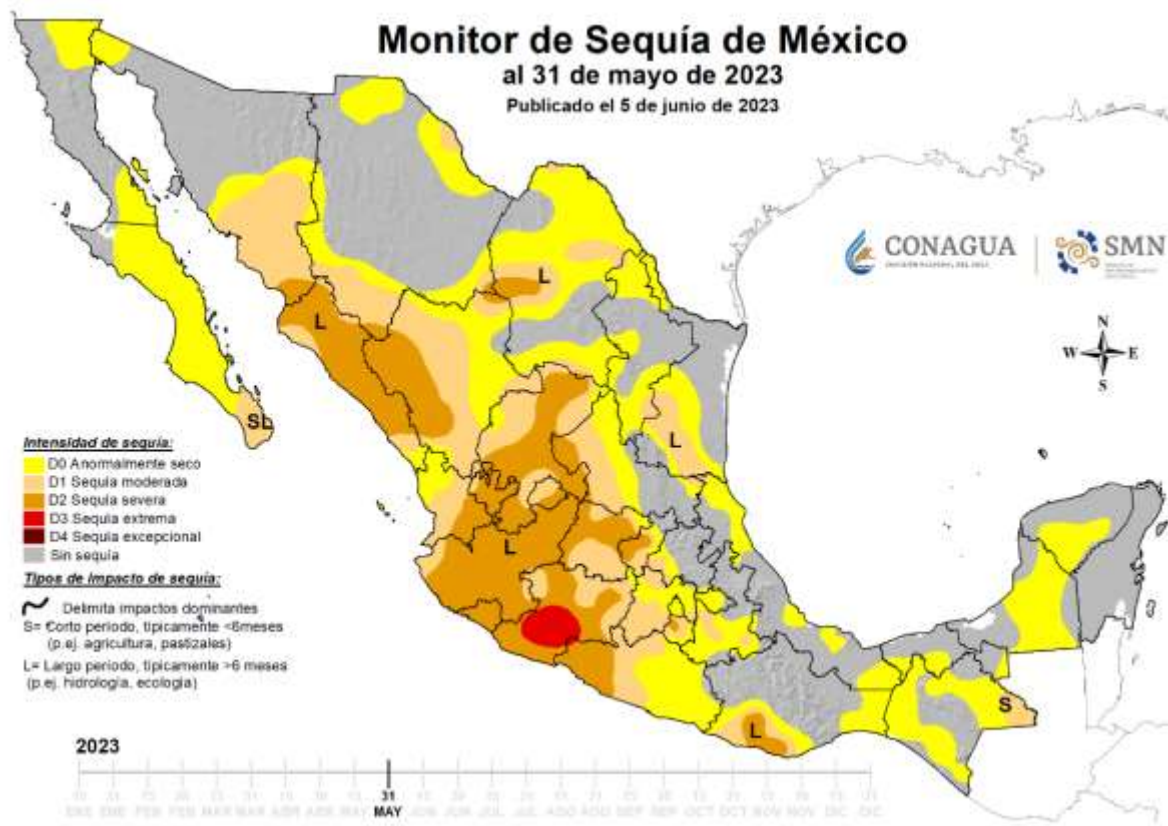 Monitor de Sequía de México
al 31 de mayo de 2023
Publicado el 5 de junio de 2023
CONAGUA
SMN
N
W E
S
L
L
SL
L
L
L
S
Intensidad de sequía:
D0 Anormalmente seco
D1 Sequía moderada
D2 Sequía severa
D3 Sequía extrema
D4 Sequía excepcional
Sin sequía
Tipos de impacto de sequía:
Delimita impactos dominantes
S= Corto periodo, típicamente <6meses
(p.ej. agricultura, pastizales)
L= Largo periodo, típicamente >6 meses
(p.ej. hidrología, ecología)
2023
31
MAY